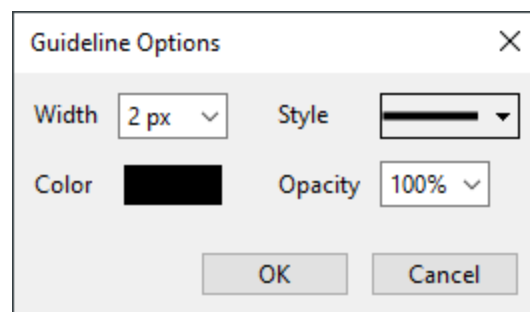 Guideline Options
Width 2 px Style
Color Opacity 100%
OK Cancel